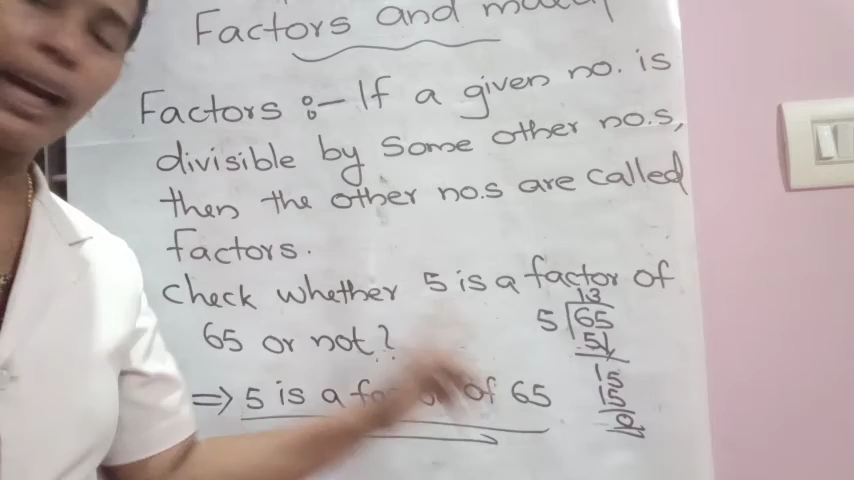 Factors and
Factors :- If a given no. is
divisible by some other no.s,
then the other no.s are called
factors.
check whether 5 is a factor of
65 or not?
13
5 65
5↓
15
15
0
⇒ 5 is a of 65